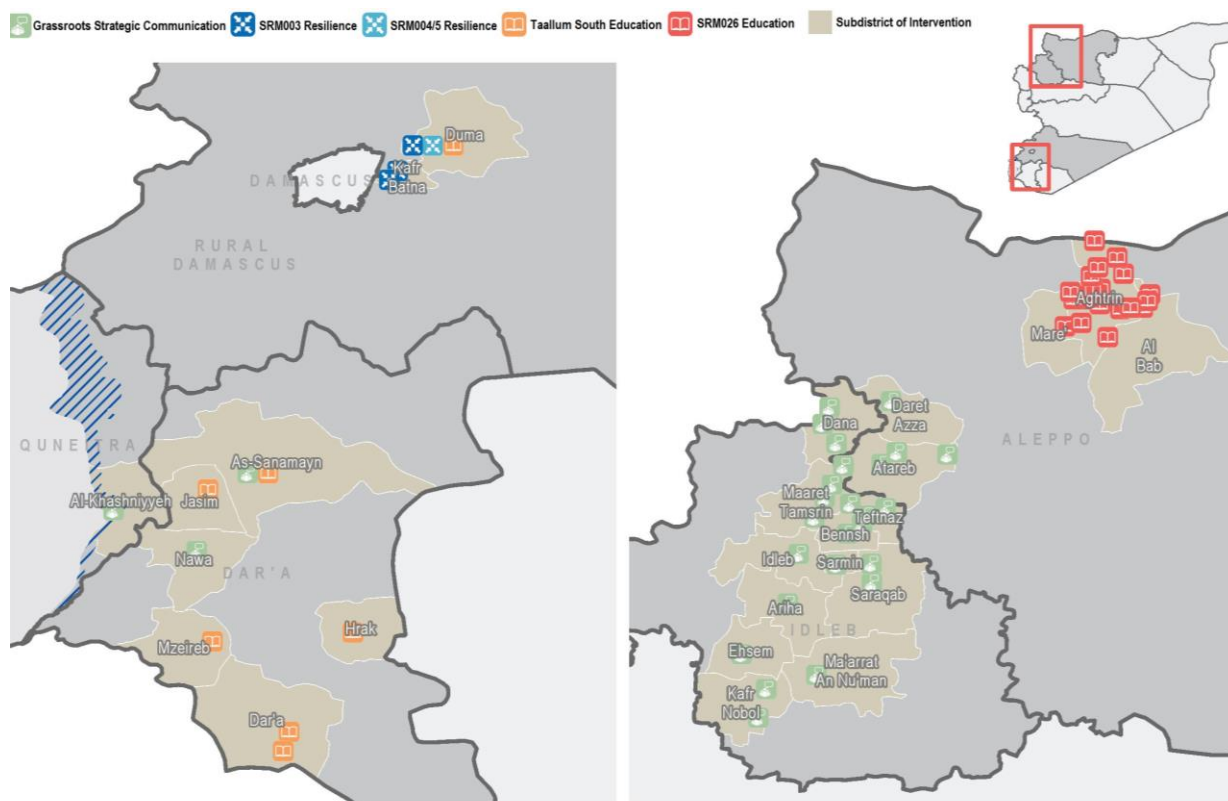 Grassroots Strategic Communication
SRM003 Resilience
SRM004/5 Resilience
Taallum South Education
SRM026 Education
Subdistrict of Intervention
Duma
Kafr
Batna
DAMASCUS
RURAL
DAMASCUS
QUNEITRA
As-Sanamayn
Al-Khashniyyeh
Jasim
Nawa
DAR'A
Mzeireb
Hrak
Dar'a
Aghtrin
Mare'
Al
Bab
Daret
Azza
Dana
ALEPPO
Atareb
Maaret
Tamsrin
Teftnaz
Bennsh
Idleb
Sarmin
Saraqab
Ariha
IDLEB
Ehsem
Ma'arrat
An Nu'man
Kafr
Nobol